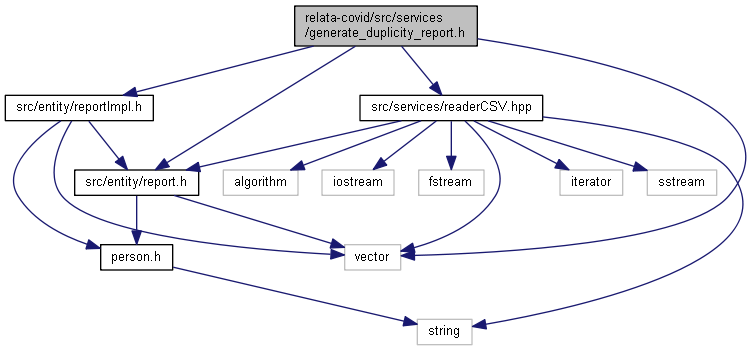 relata-covid/src/services
/generate_duplicity_report.h
src/entity/reportImpl.h
src/services/readerCSV.hpp
src/entity/report.h
algorithm
iostream
fstream
iterator
sstream
person.h
vector
string